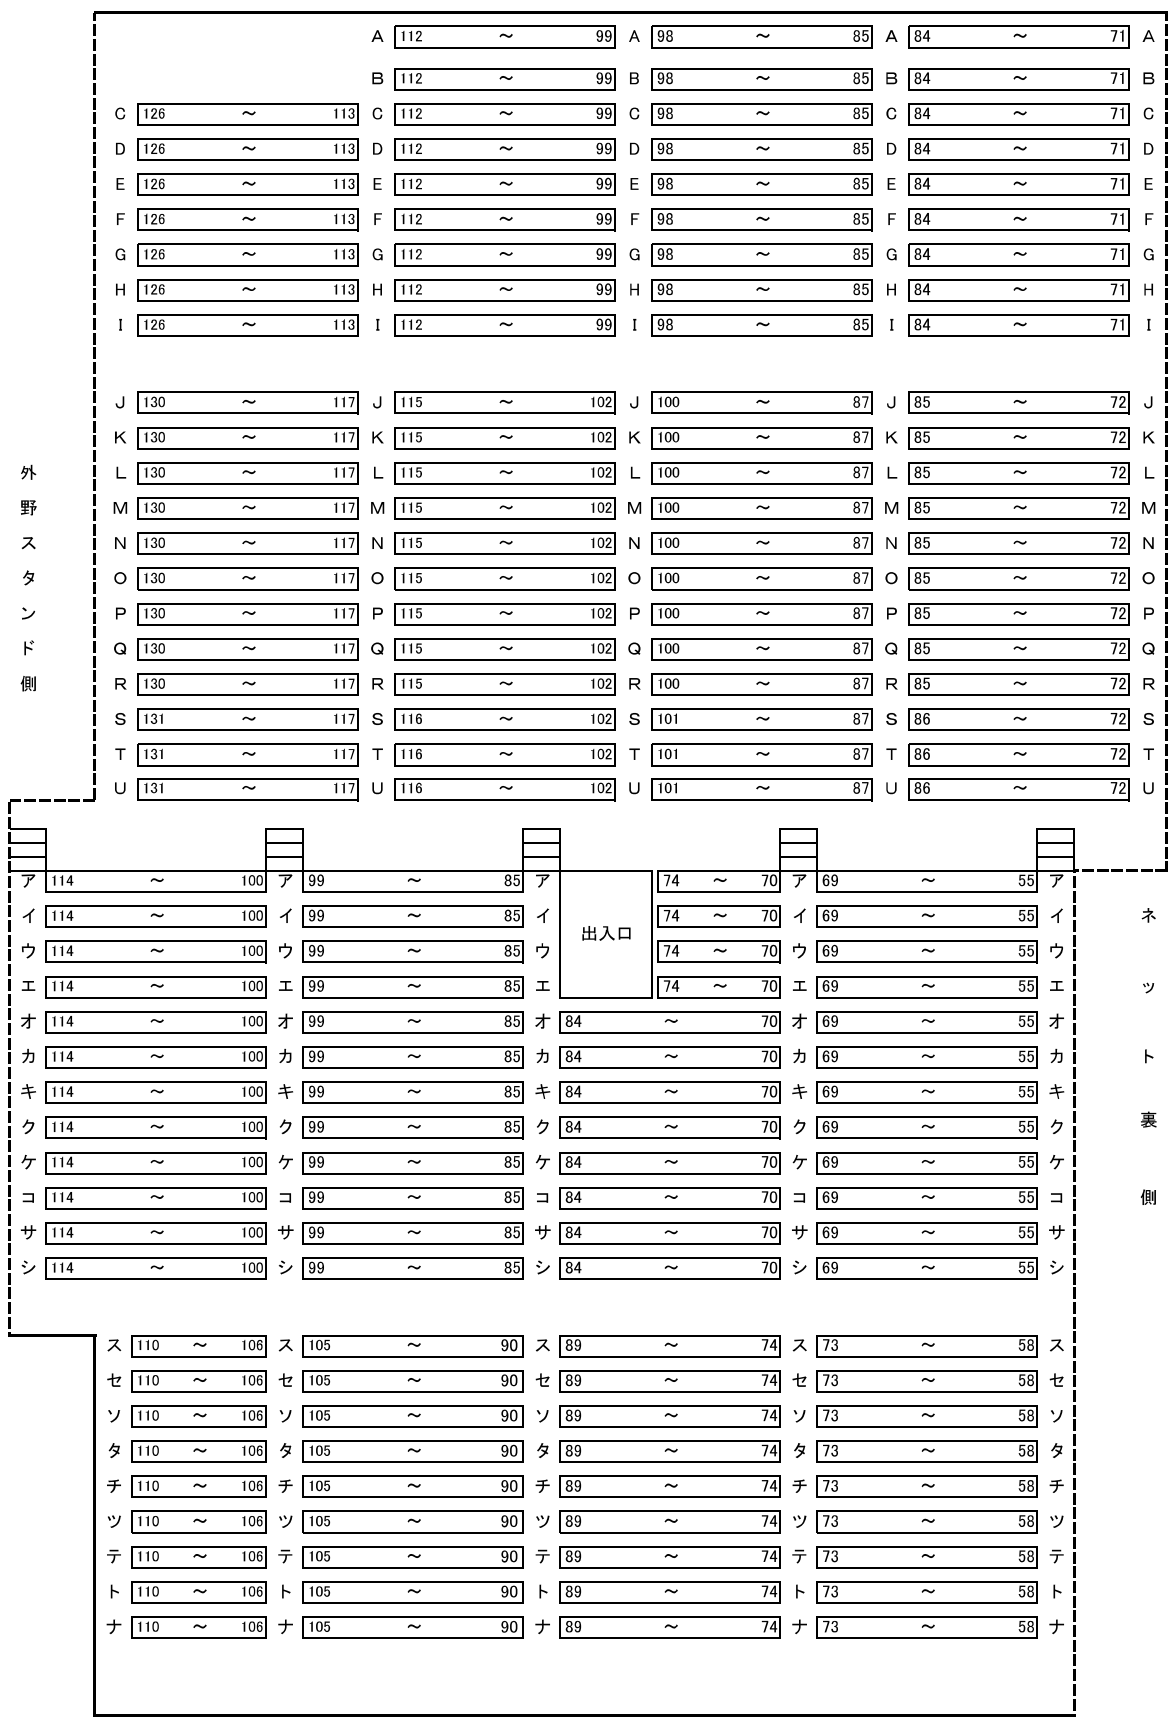 A 112 ～ 99 A 98 ～ 85 A 84 ～ 71 A
B 112 ～ 99 B 98 ～ 85 B 84 ～ 71 B
C 126 ～ 113 C 112 ～ 99 C 98 ～ 85 C 84 ～ 71 C
D 126 ～ 113 D 112 ～ 99 D 98 ～ 85 D 84 ～ 71 D
E 126 ～ 113 E 112 ～ 99 E 98 ～ 85 E 84 ～ 71 E
F 126 ～ 113 F 112 ～ 99 F 98 ～ 85 F 84 ～ 71 F
G 126 ～ 113 G 112 ～ 99 G 98 ～ 85 G 84 ～ 71 G
H 126 ～ 113 H 112 ～ 99 H 98 ～ 85 H 84 ～ 71 H
I 126 ～ 113 I 112 ～ 99 I 98 ～ 85 I 84 ～ 71 I
J 130 ～ 117 J 115 ～ 102 J 100 ～ 87 J 85 ～ 72 J
K 130 ～ 117 K 115 ～ 102 K 100 ～ 87 K 85 ～ 72 K
L 130 ～ 117 L 115 ～ 102 L 100 ～ 87 L 85 ～ 72 L
M 130 ～ 117 M 115 ～ 102 M 100 ～ 87 M 85 ～ 72 M
N 130 ～ 117 N 115 ～ 102 N 100 ～ 87 N 85 ～ 72 N
O 130 ～ 117 O 115 ～ 102 O 100 ～ 87 O 85 ～ 72 O
P 130 ～ 117 P 115 ～ 102 P 100 ～ 87 P 85 ～ 72 P
Q 130 ～ 117 Q 115 ～ 102 Q 100 ～ 87 Q 85 ～ 72 Q
R 130 ～ 117 R 115 ～ 102 R 100 ～ 87 R 85 ～ 72 R
S 131 ～ 117 S 116 ～ 102 S 101 ～ 87 S 86 ～ 72 S
T 131 ～ 117 T 116 ～ 102 T 101 ～ 87 T 86 ～ 72 T
U 131 ～ 117 U 116 ～ 102 U 101 ～ 87 U 86 ～ 72 U
外野スタンド側
ア 114 ～ 100 ア 99 ～ 85 ア 74 ～ 70 ア 69 ～ 55 ア
イ 114 ～ 100 イ 99 ～ 85 イ 74 ～ 70 イ 69 ～ 55 イ
出入口
ウ 114 ～ 100 ウ 99 ～ 85 ウ 74 ～ 70 ウ 69 ～ 55 ウ
エ 114 ～ 100 エ 99 ～ 85 エ 74 ～ 70 エ 69 ～ 55 エ
オ 114 ～ 100 オ 99 ～ 85 オ 84 ～ 70 オ 69 ～ 55 オ
カ 114 ～ 100 カ 99 ～ 85 カ 84 ～ 70 カ 69 ～ 55 カ
キ 114 ～ 100 キ 99 ～ 85 キ 84 ～ 70 キ 69 ～ 55 キ
ク 114 ～ 100 ク 99 ～ 85 ク 84 ～ 70 ク 69 ～ 55 ク
ケ 114 ～ 100 ケ 99 ～ 85 ケ 84 ～ 70 ケ 69 ～ 55 ケ
コ 114 ～ 100 コ 99 ～ 85 コ 84 ～ 70 コ 69 ～ 55 コ
サ 114 ～ 100 サ 99 ～ 85 サ 84 ～ 70 サ 69 ～ 55 サ
シ 114 ～ 100 シ 99 ～ 85 シ 84 ～ 70 シ 69 ～ 55 シ
ネット裏側
ス 110 ～ 106 ス 105 ～ 90 ス 89 ～ 74 ス 73 ～ 58 ス
セ 110 ～ 106 セ 105 ～ 90 セ 89 ～ 74 セ 73 ～ 58 セ
ソ 110 ～ 106 ソ 105 ～ 90 ソ 89 ～ 74 ソ 73 ～ 58 ソ
タ 110 ～ 106 タ 105 ～ 90 タ 89 ～ 74 タ 73 ～ 58 タ
チ 110 ～ 106 チ 105 ～ 90 チ 89 ～ 74 チ 73 ～ 58 チ
ツ 110 ～ 106 ツ 105 ～ 90 ツ 89 ～ 74 ツ 73 ～ 58 ツ
テ 110 ～ 106 テ 105 ～ 90 テ 89 ～ 74 テ 73 ～ 58 テ
ト 110 ～ 106 ト 105 ～ 90 ト 89 ～ 74 ト 73 ～ 58 ト
ナ 110 ～ 106 ナ 105 ～ 90 ナ 89 ～ 74 ナ 73 ～ 58 ナ